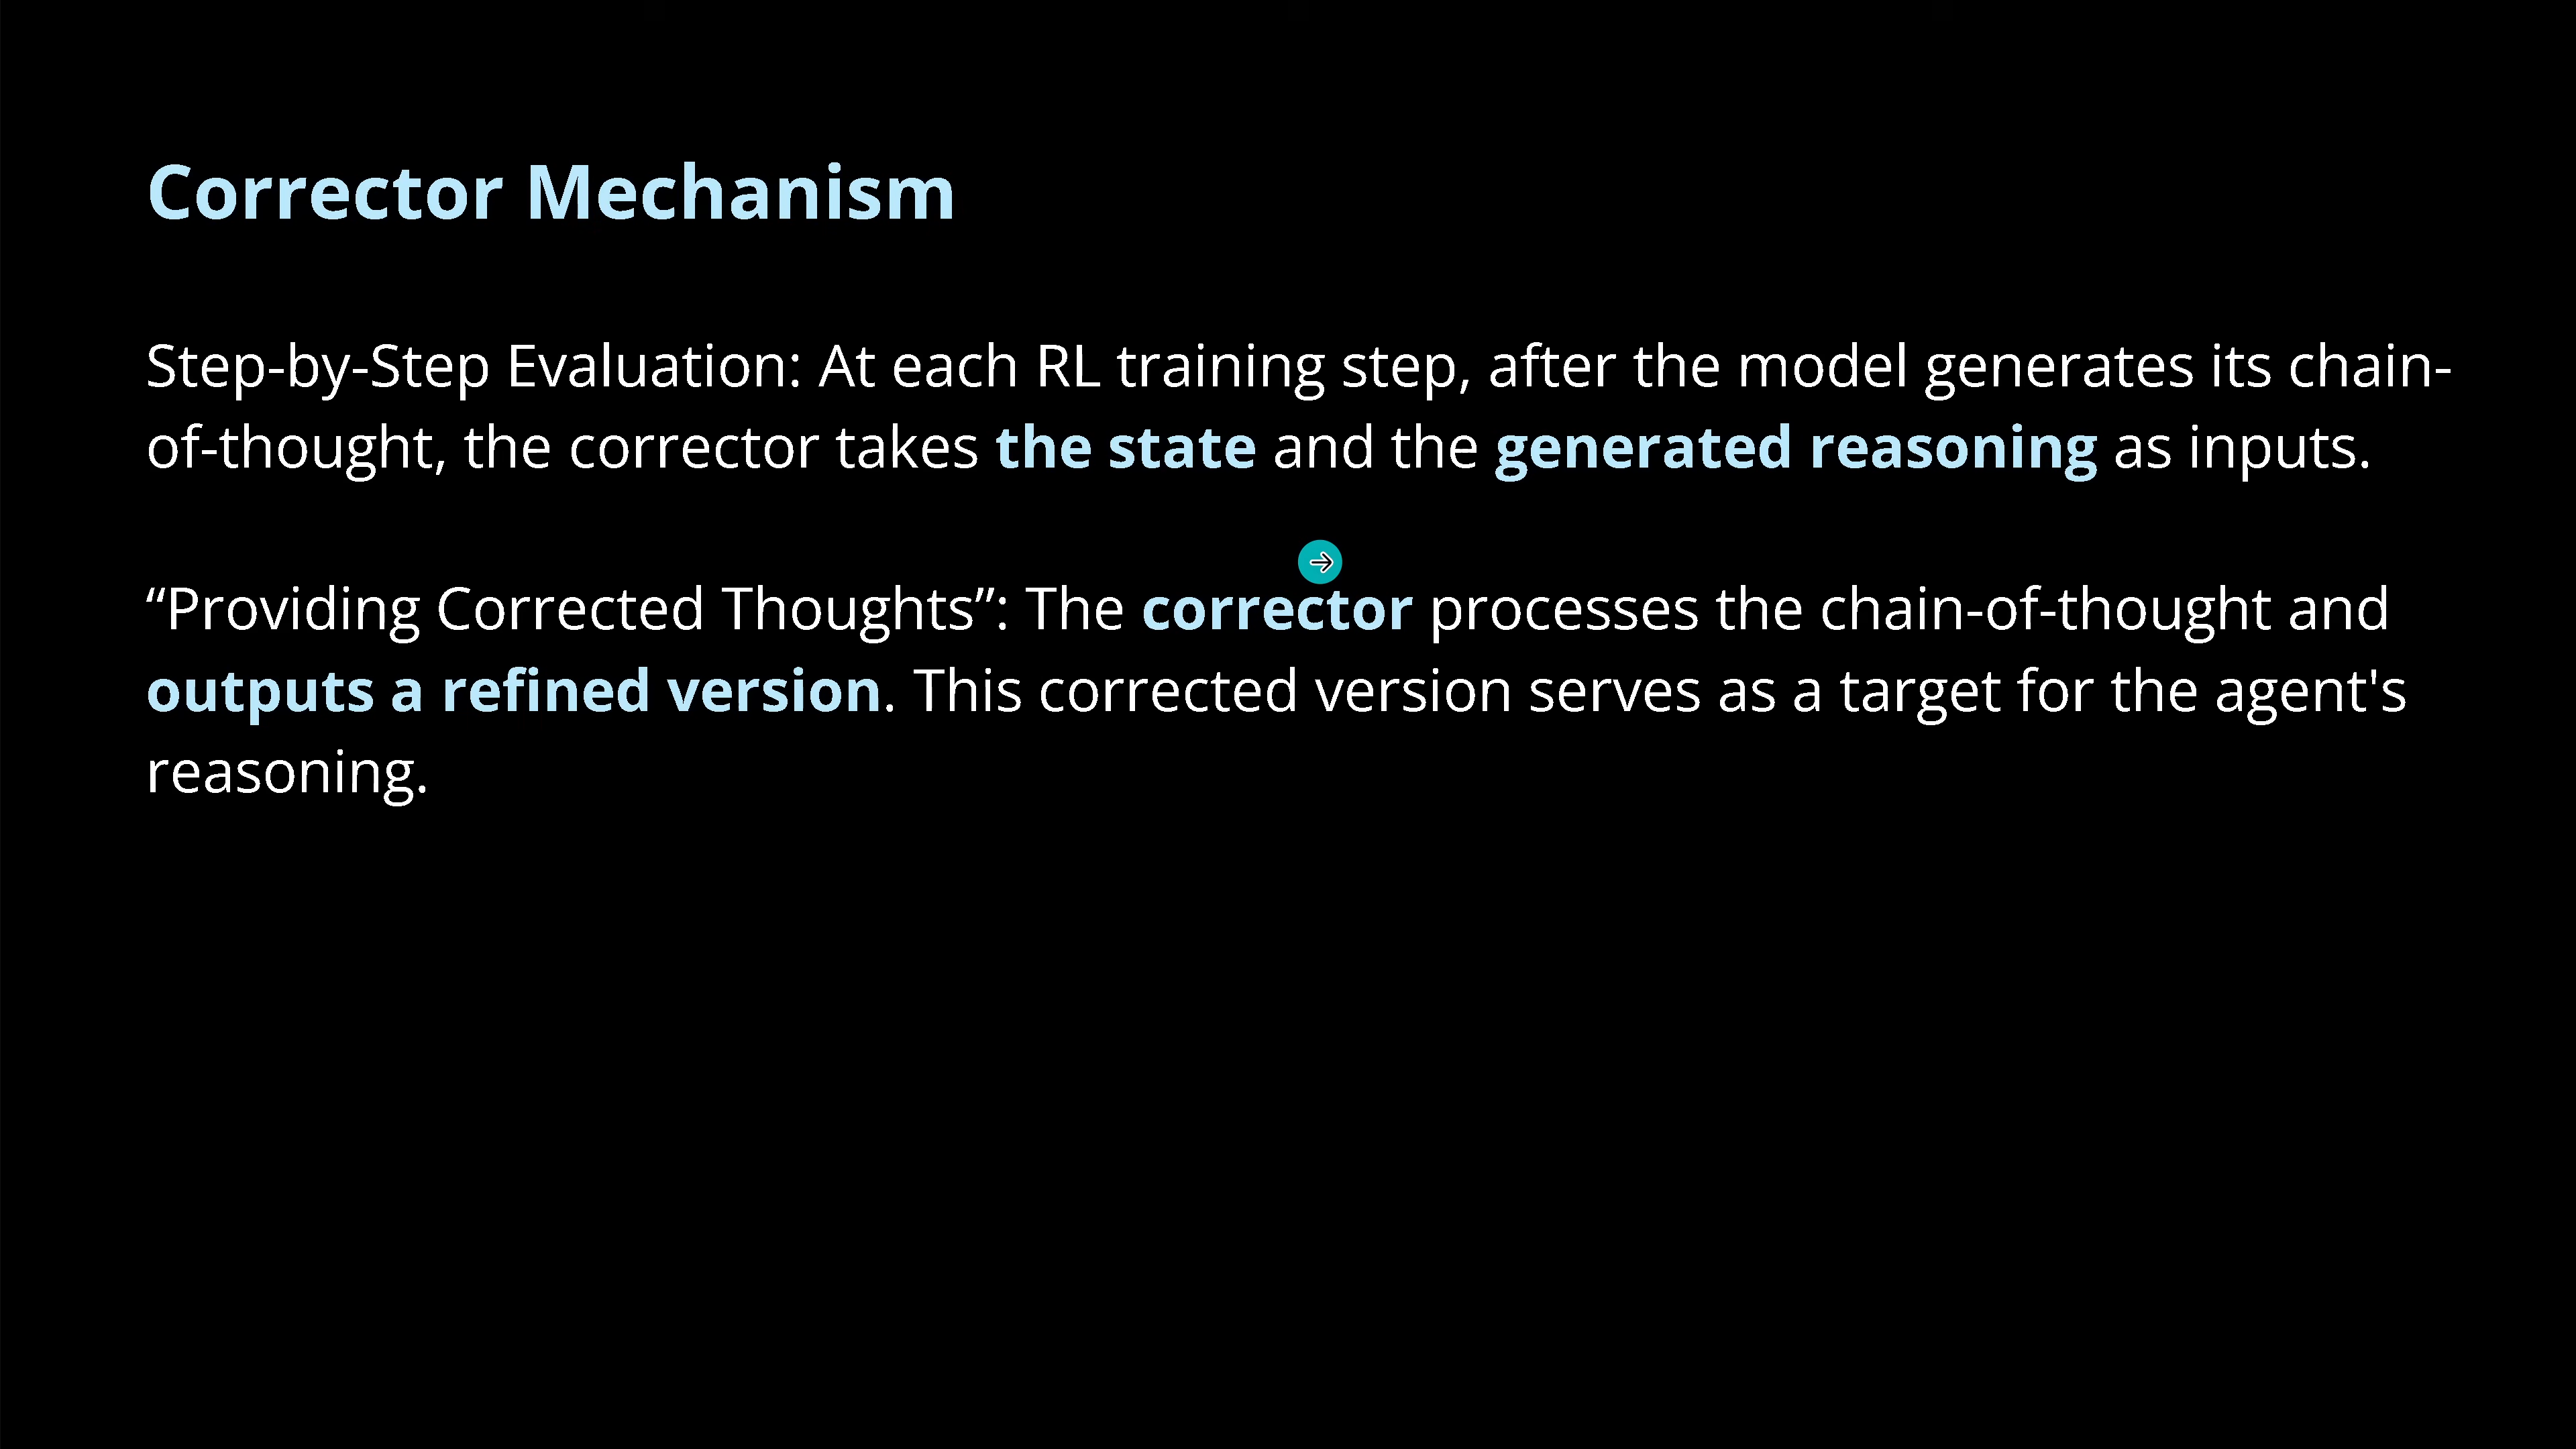 Corrector Mechanism
Step-by-Step Evaluation: At each RL training step, after the model generates its chain-
of-thought, the corrector takes the state and the generated reasoning as inputs.
“Providing Corrected Thoughts”: The corrector processes the chain-of-thought and
outputs a refined version. This corrected version serves as a target for the agent's
reasoning.